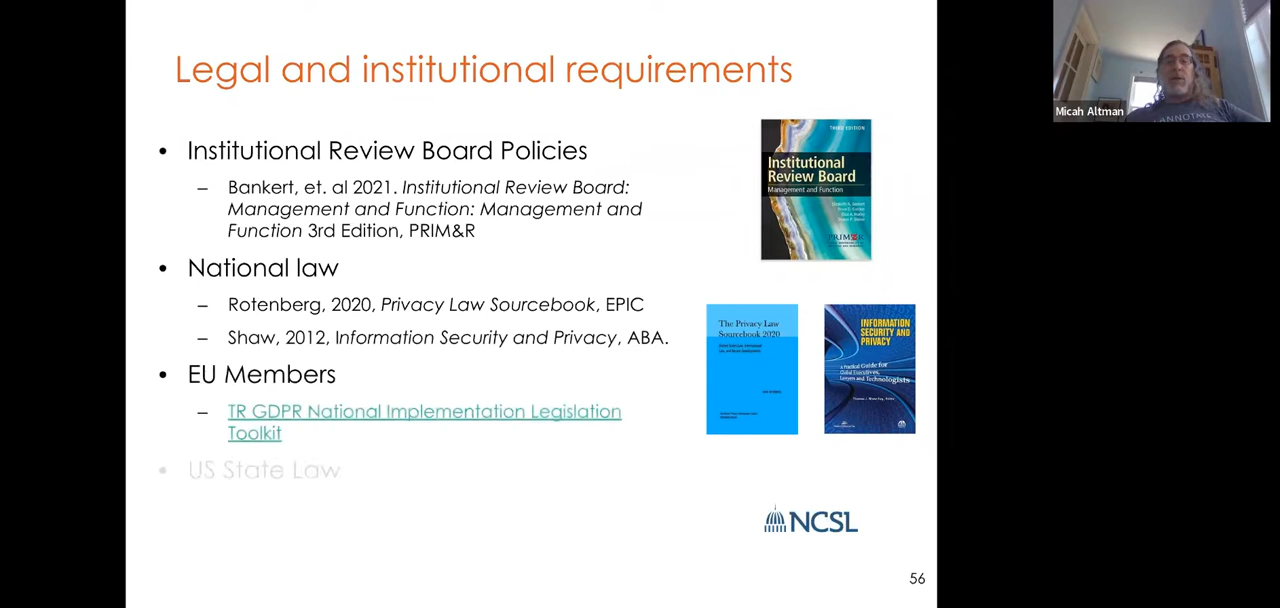 Legal and institutional requirements
• Institutional Review Board Policies
– Bankert, et. al 2021. Institutional Review Board:
Management and Function: Management and
Function 3rd Edition, PRIM&R
• National law
– Rotenberg, 2020, Privacy Law Sourcebook, EPIC
– Shaw, 2012, Information Security and Privacy, ABA.
• EU Members
– TR GDPR National Implementation Legislation
Toolkit
• US State Law
THIRD EDITION
Institutional
Review Board
Management and Function
PRIM&R
The Privacy Law
Sourcebook 2020
INFORMATION
SECURITY AND
PRIVACY
A Practical Guide for
Global Executives,
Lawyers and Technologists
NCSL
56
Micah Altman